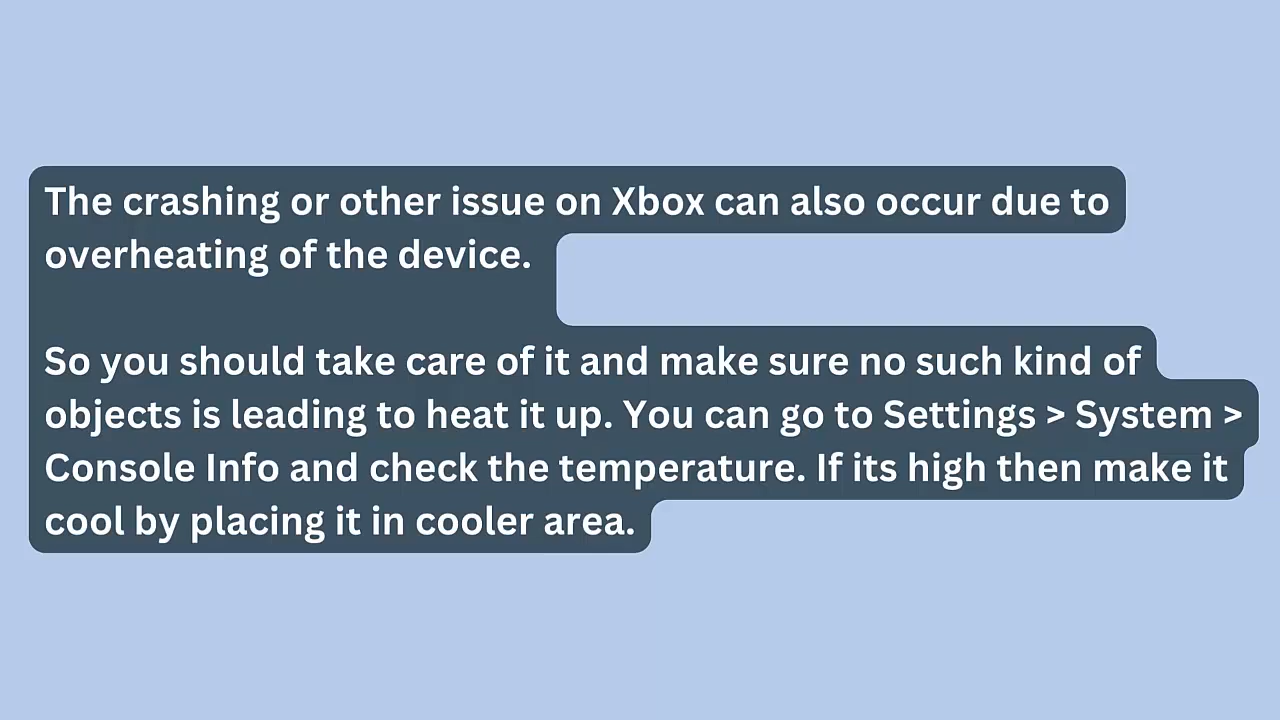 The crashing or other issue on Xbox can also occur due to
overheating of the device.
So you should take care of it and make sure no such kind of
objects is leading to heat it up. You can go to Settings > System >
Console Info and check the temperature. If its high then make it
cool by placing it in cooler area.